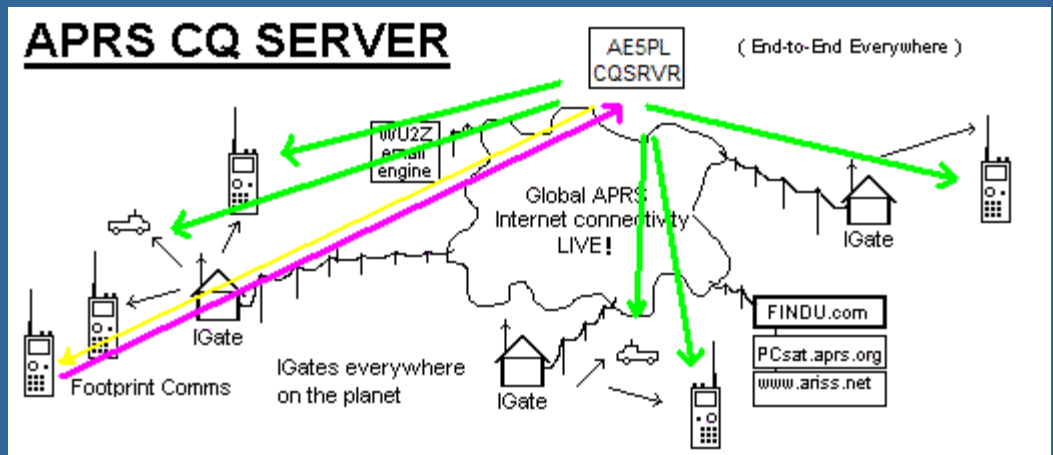 APRS CQ SERVER
AE5PL
CQSRVR
( End-to-End Everywhere )
WU2Z
email
engine
Global APRS
Internet connectivity
LIVE!
IGate
IGate
FINDU.com
PCsat.aprs.org
www.ariss.net
Footprint Comms
IGates everywhere
on the planet
IGate